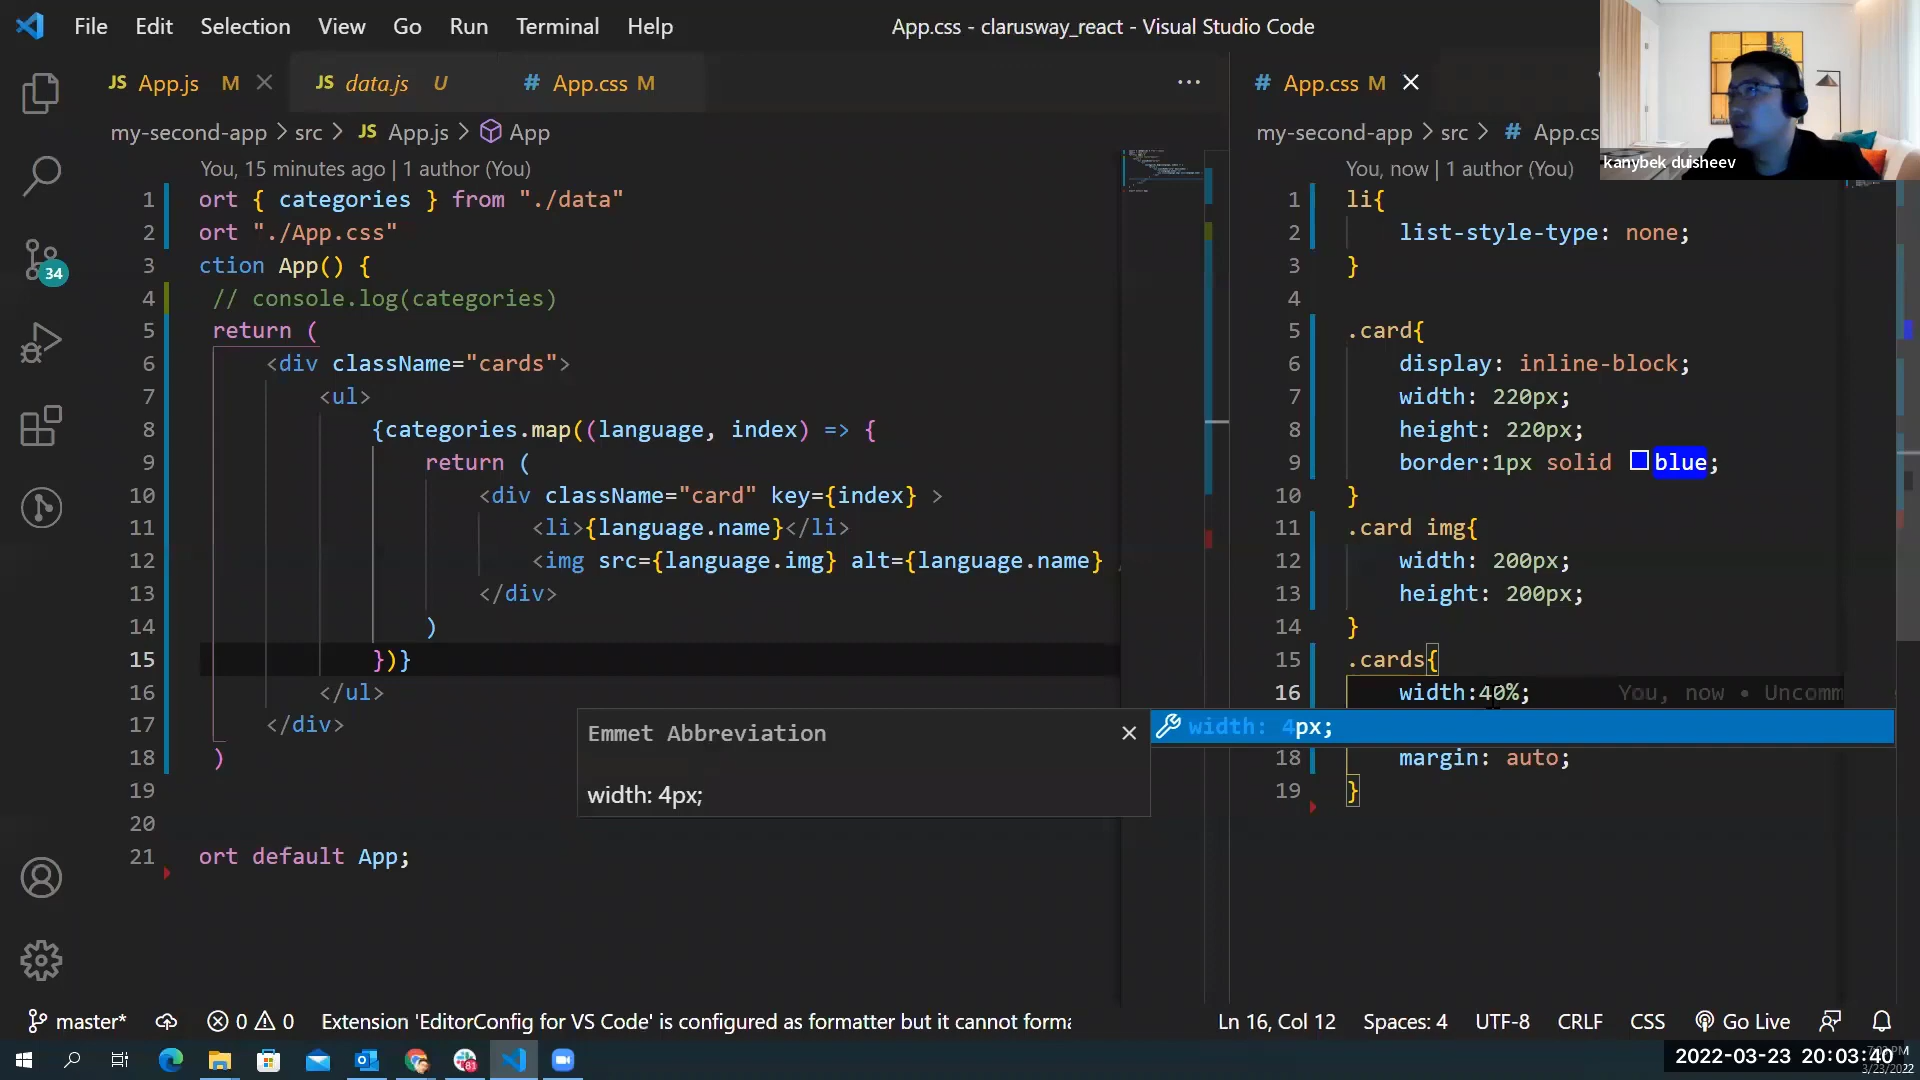 File Edit Selection View Go Run Terminal Help
App.css - clarusway_react - Visual Studio Code
JS App.js M
JS data.js U
# App.css M
# App.css M
my-second-app > src > JS App.js > App
my-second-app > src > # App.cs
kanybek duisheev
You, 15 minutes ago | 1 author (You)
1 ort { categories } from "./data"
2 ort "./App.css"
3 ction App() {
4 // console.log(categories)
5 return (
6 <div className="cards">
7 <ul>
8 {categories.map((language, index) => {
9 return (
10 <div className="card" key={index} >
11 <li>{language.name}</li>
12 <img src={language.img} alt={language.name} /
13 </div>
14 )
15 })}
16 </ul>
17 </div>
18 )
19
20
21 ort default App;
You, now | 1 author (You)
1 li{
2 list-style-type: none;
3 }
4
5 .card{
6 display: inline-block;
7 width: 220px;
8 height: 220px;
9 border:1px solid blue;
10 }
11 .card img{
12 width: 200px;
13 height: 200px;
14 }
15 .cards{
16 width:40%; You, now • Uncomm
width: 4px;
18 margin: auto;
19 }
Emmet Abbreviation
width: 4px;
34
master* 0 0 Extension 'EditorConfig for VS Code' is configured as formatter but it cannot forma
Ln 16, Col 12 Spaces: 4 UTF-8 CRLF CSS Go Live
81
2022-03-23 20:03:40
3/23/2022